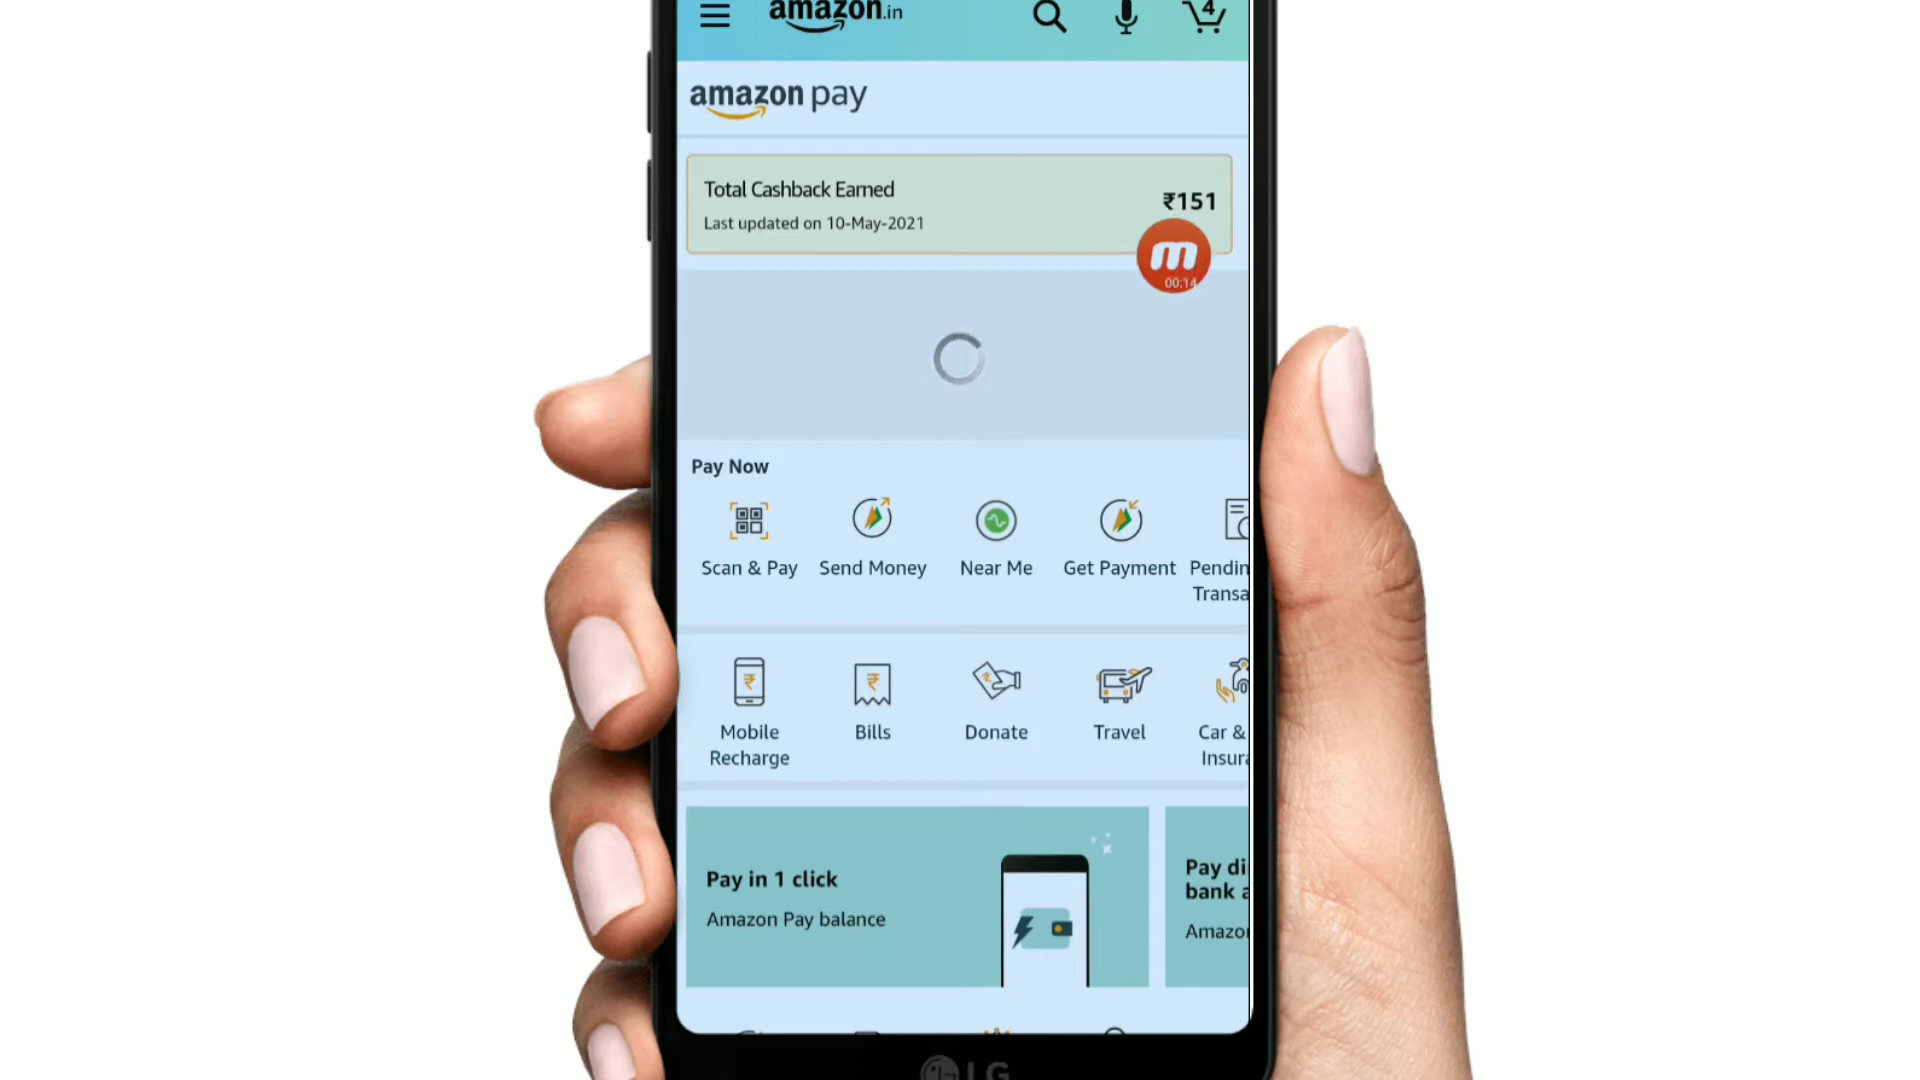 amazon.in
4
amazon pay
Total Cashback Earned
₹151
Last updated on 10-May-2021
m
00:14
Pay Now
Scan & Pay
Send Money
Near Me
Get Payment
Pendin
Transa
Mobile
Recharge
Bills
Donate
Travel
Car &
Insura
Pay in 1 click
Amazon Pay balance
Pay di
bank a
Amazon
LG